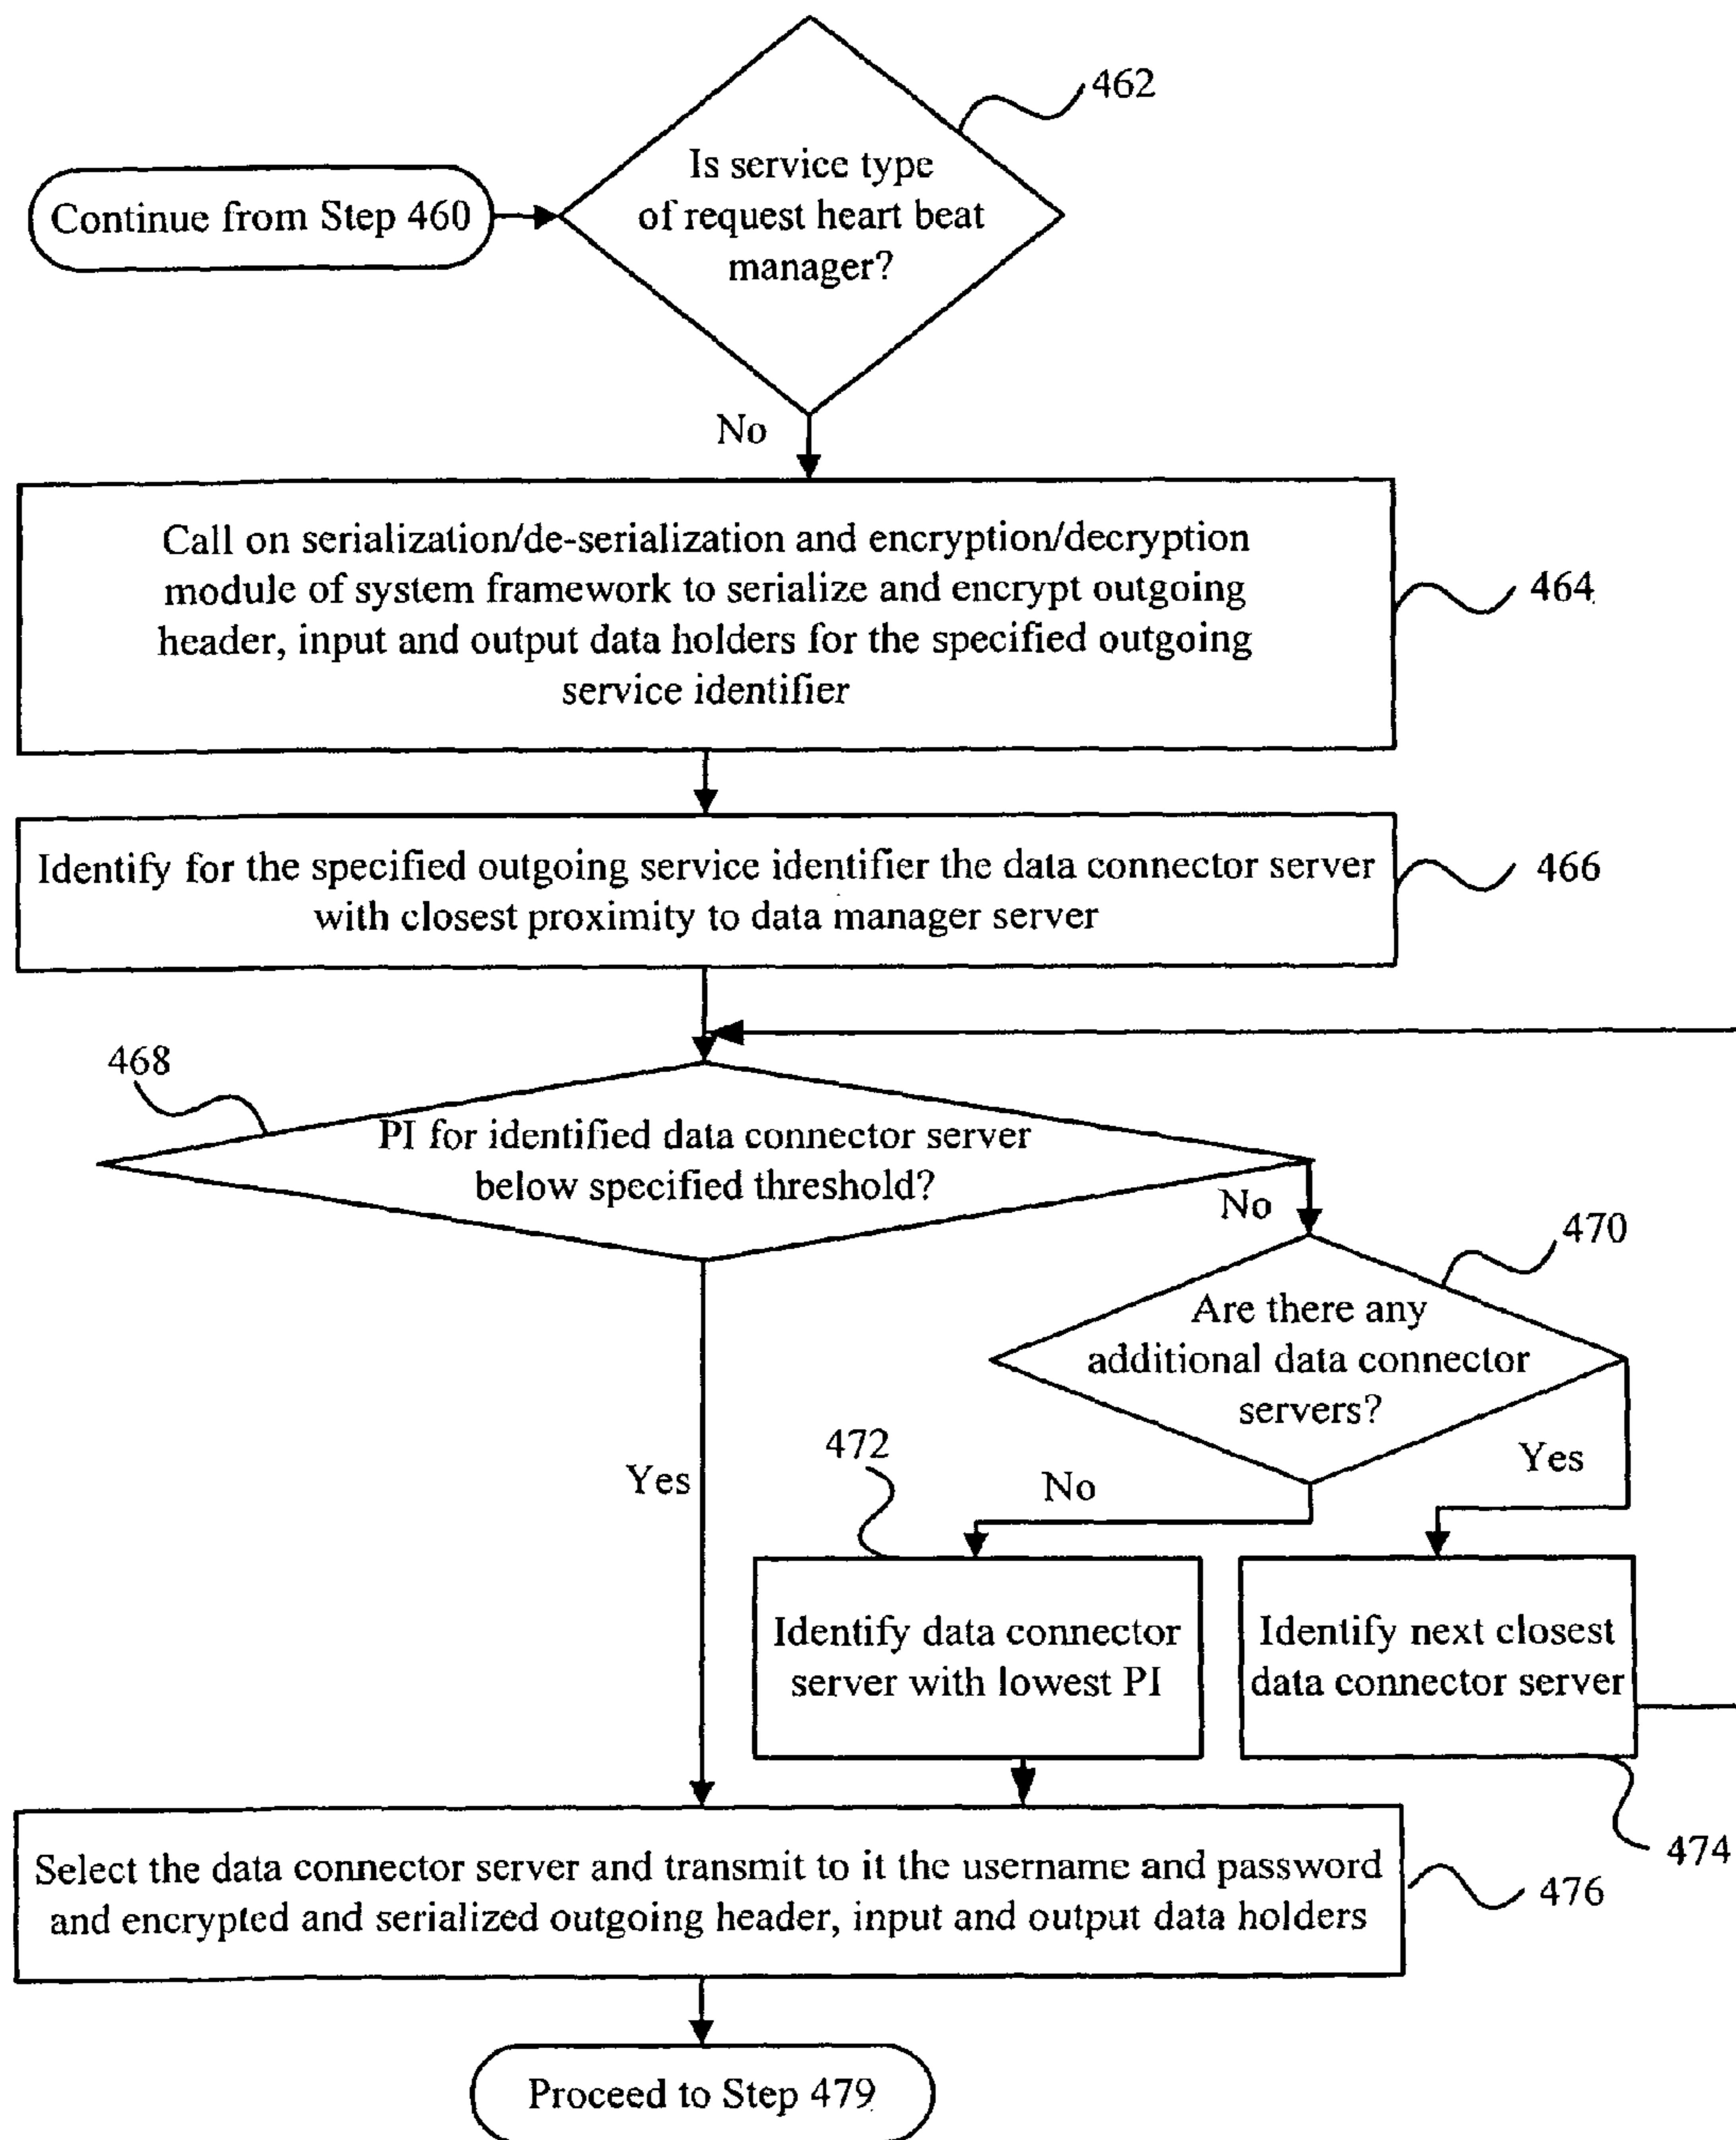 462
Is service type
of request heart beat
manager?
Continue from Step 460
No
Call on serialization/de-serialization and encryption/decryption
module of system framework to serialize and encrypt outgoing
header, input and output data holders for the specified outgoing
service identifier
464
Identify for the specified outgoing service identifier the data connector server
with closest proximity to data manager server
466
468
PI for identified data connector server
below specified threshold?
No
470
Are there any
additional data connector
servers?
472
Yes
No
Yes
Identify data connector
server with lowest PI
Identify next closest
data connector server
474
Select the data connector server and transmit to it the username and password
and encrypted and serialized outgoing header, input and output data holders
476
Proceed to Step 479